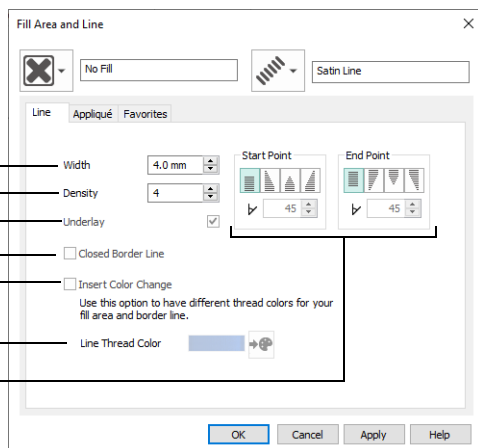 Fill Area and Line
No Fill
Satin Line
Line Appliqué Favorites
Width 4.0 mm
Density 4
Underlay
Start Point End Point
45 45
Closed Border Line
Insert Color Change
Use this option to have different thread colors for your
fill area and border line.
Line Thread Color
OK Cancel Apply Help